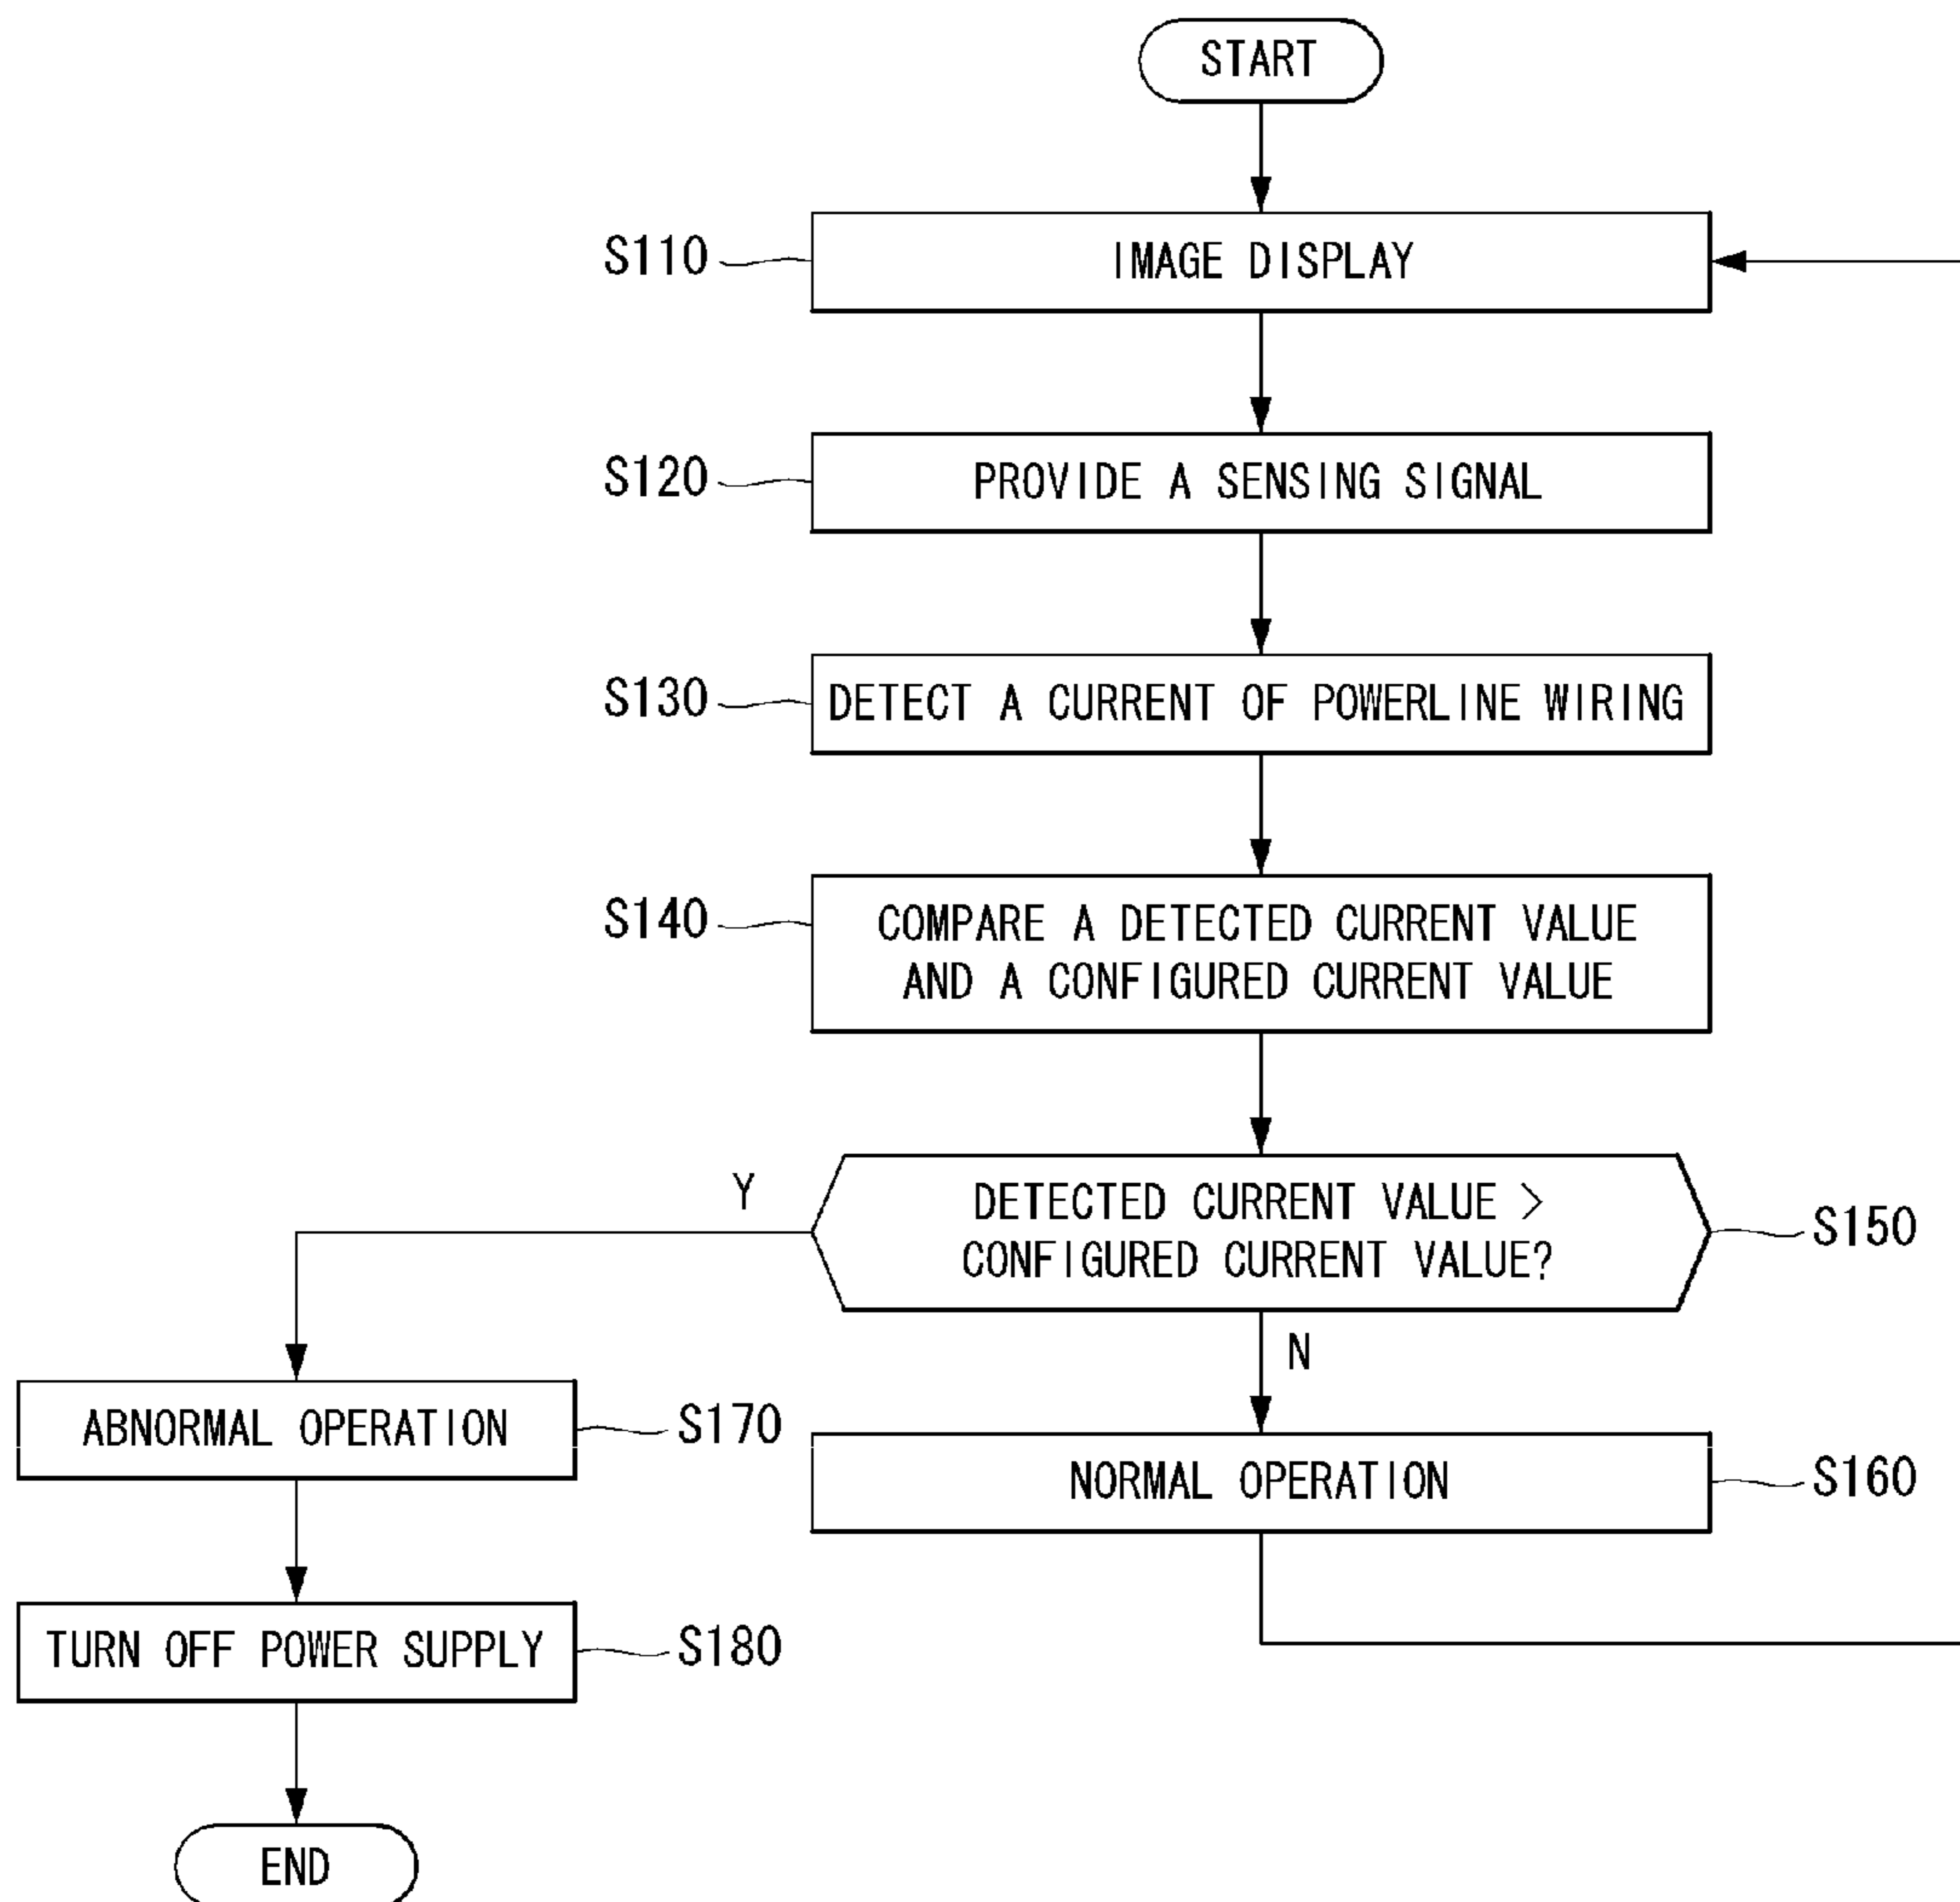 START
S110
IMAGE DISPLAY
S120
PROVIDE A SENSING SIGNAL
S130
DETECT A CURRENT OF POWERLINE WIRING
S140
COMPARE A DETECTED CURRENT VALUE
AND A CONFIGURED CURRENT VALUE
Y
DETECTED CURRENT VALUE >
CONFIGURED CURRENT VALUE?
S150
N
ABNORMAL OPERATION
S170
NORMAL OPERATION
S160
TURN OFF POWER SUPPLY
S180
END